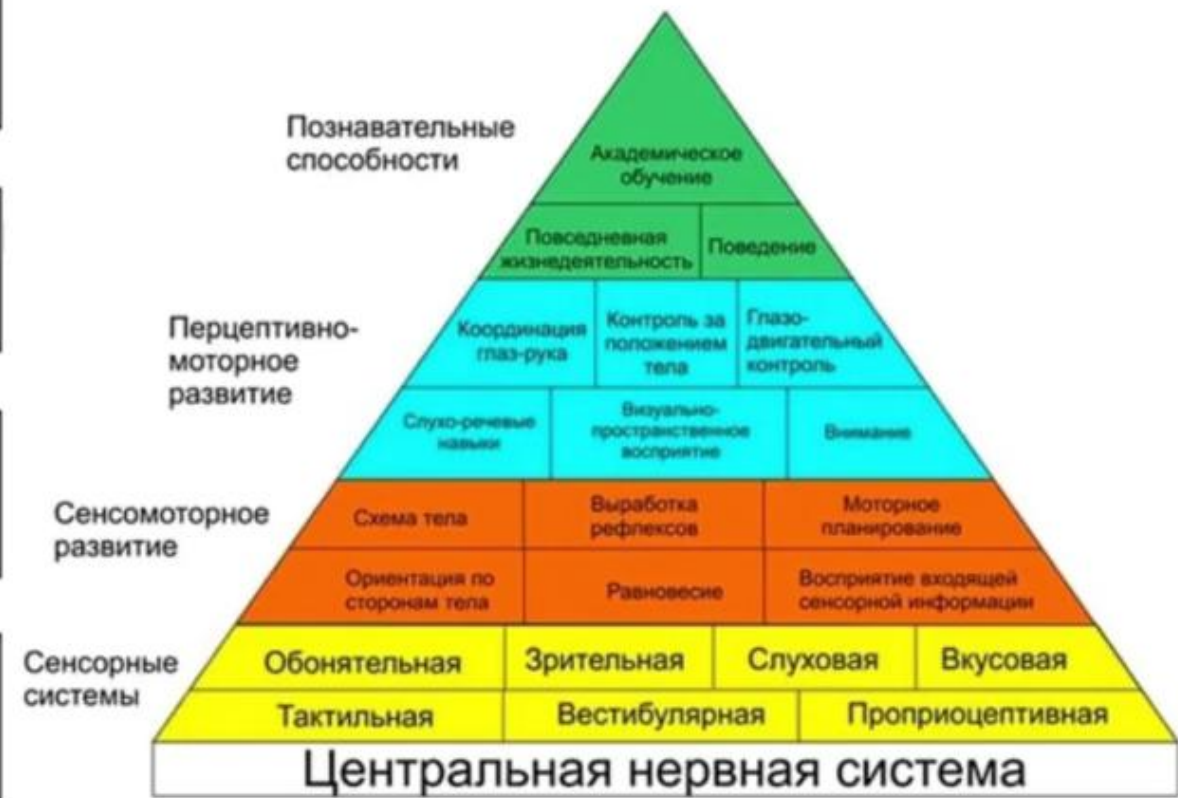 Познавательные
способности
Академическое
обучение
Повседневная
жизнедеятельность
Поведение
Перцептивно-
моторное
развитие
Координация
глаз-рука
Контроль за
положением
тела
Глазо-
двигательный
контроль
Слухо-речевые
навыки
Визуально-
пространственное
восприятие
Внимание
Сенсомоторное
развитие
Схема тела
Выработка
рефлексов
Моторное
планирование
Ориентация по
сторонам тела
Равновесие
Восприятие входящей
сенсорной информации
Сенсорные
системы
Обонятельная
Зрительная
Слуховая
Вкусовая
Тактильная
Вестибулярная
Проприоцептивная
Центральная нервная система